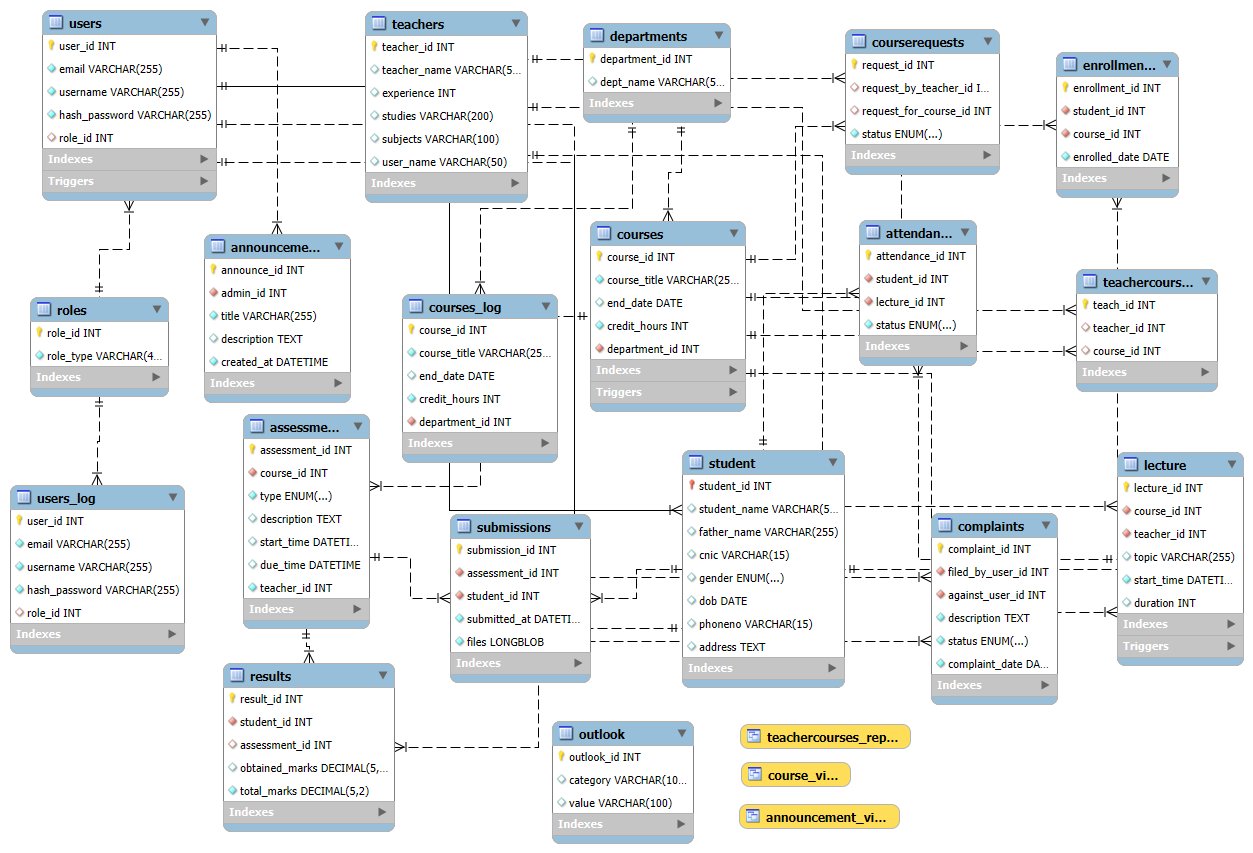 users
user_id INT
email VARCHAR(255)
username VARCHAR(255)
hash_password VARCHAR(255)
role_id INT
Indexes
Triggers
teachers
teacher_id INT
teacher_name VARCHAR(5...
experience INT
studies VARCHAR(200)
subjects VARCHAR(100)
user_name VARCHAR(50)
Indexes
departments
department_id INT
dept_name VARCHAR(5...
Indexes
courserequests
request_id INT
request_by_teacher_id I...
request_for_course_id INT
status ENUM(...)
Indexes
enrollmen...
enrollment_id INT
student_id INT
course_id INT
enrolled_date DATE
Indexes
announceme...
announce_id INT
admin_id INT
title VARCHAR(255)
description TEXT
created_at DATETIME
Indexes
courses
course_id INT
course_title VARCHAR(25...
end_date DATE
credit_hours INT
department_id INT
Indexes
Triggers
attendan...
attendance_id INT
student_id INT
lecture_id INT
status ENUM(...)
Indexes
teachercours...
teach_id INT
teacher_id INT
course_id INT
Indexes
roles
role_id INT
role_type VARCHAR(4...
Indexes
courses_log
course_id INT
course_title VARCHAR(25...
end_date DATE
credit_hours INT
department_id INT
Indexes
assessme...
assessment_id INT
course_id INT
type ENUM(...)
description TEXT
start_time DATETI...
due_time DATETIME
teacher_id INT
Indexes
student
student_id INT
student_name VARCHAR(5...
father_name VARCHAR(255)
cnic VARCHAR(15)
gender ENUM(...)
dob DATE
phoneno VARCHAR(15)
address TEXT
Indexes
lecture
lecture_id INT
course_id INT
teacher_id INT
topic VARCHAR(255)
start_time DATETI...
duration INT
Indexes
Triggers
users_log
user_id INT
email VARCHAR(255)
username VARCHAR(255)
hash_password VARCHAR(255)
role_id INT
Indexes
submissions
submission_id INT
assessment_id INT
student_id INT
submitted_at DATETI...
files LONGBLOB
Indexes
complaints
complaint_id INT
filed_by_user_id INT
against_user_id INT
description TEXT
status ENUM(...)
complaint_date DA...
Indexes
results
result_id INT
student_id INT
assessment_id INT
obtained_marks DECIMAL(5,...
total_marks DECIMAL(5,2)
Indexes
outlook
outlook_id INT
category VARCHAR(10...
value VARCHAR(100)
Indexes
teachercourses_rep...
course_vi...
announcement_vi...